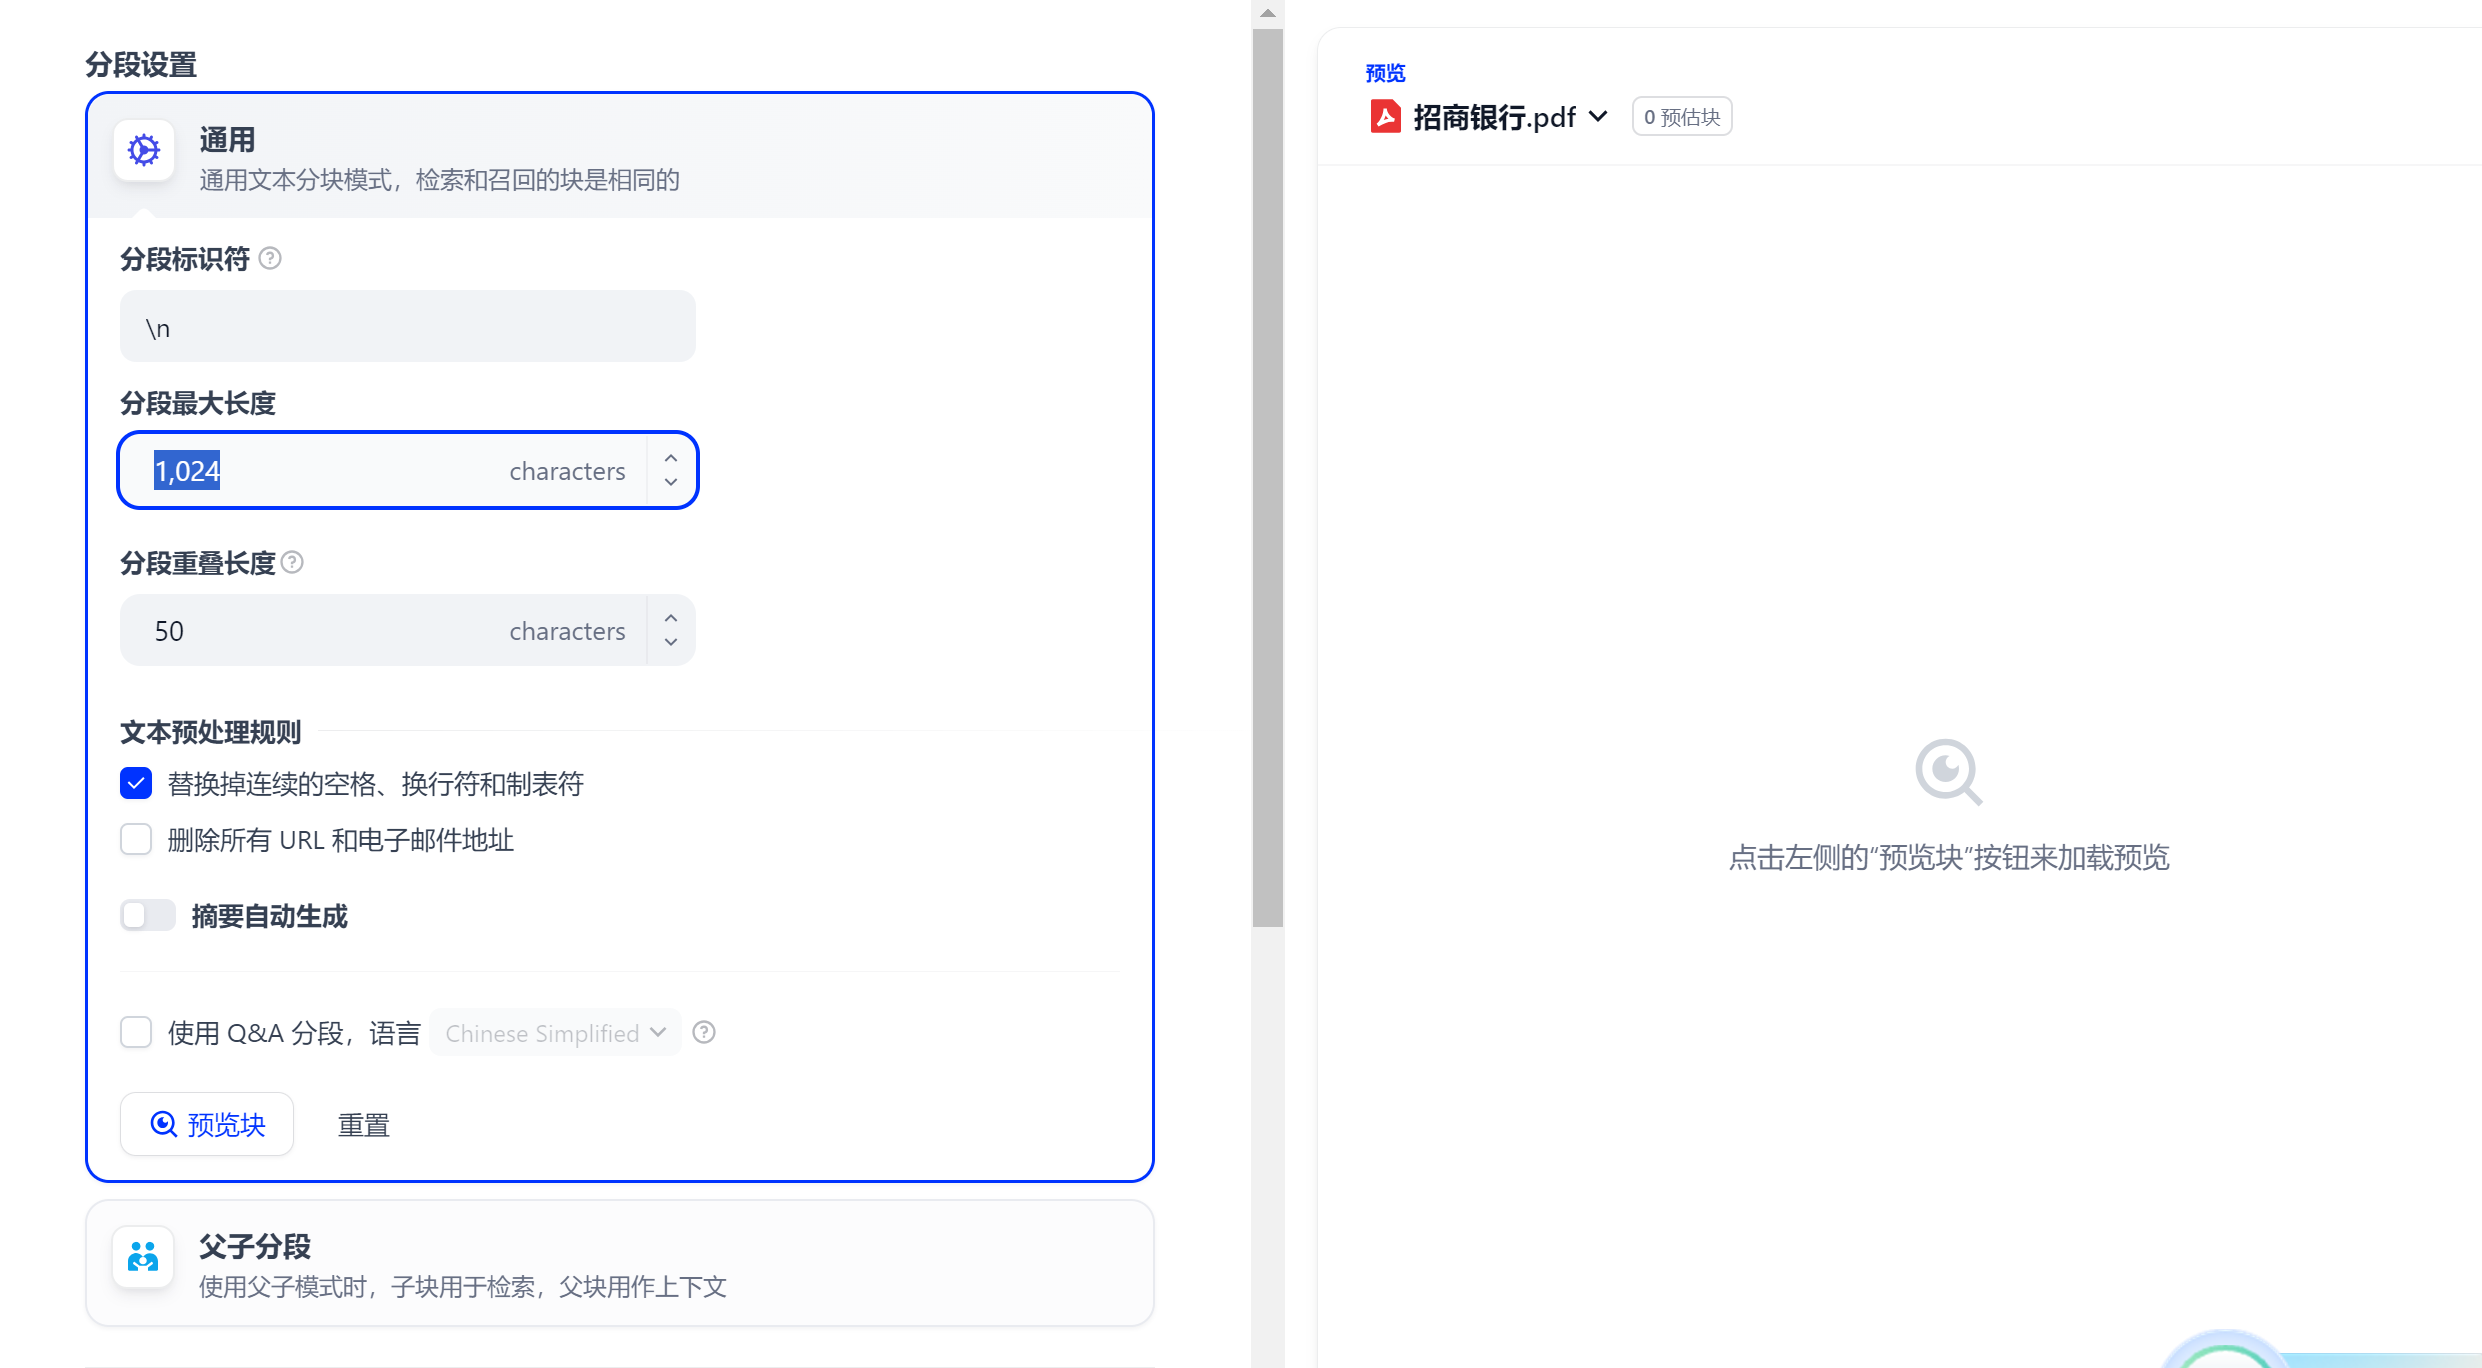 分段设置
通用
通用文本分块模式，检索和召回的块是相同的
分段标识符
\n
分段最大长度
1,024 characters
分段重叠长度
50 characters
文本预处理规则
替换掉连续的空格、换行符和制表符
删除所有 URL 和电子邮件地址
摘要自动生成
使用 Q&A 分段，语言 Chinese Simplified
预览块 重置
父子分段
使用父子模式时，子块用于检索，父块用作上下文
预览
招商银行.pdf 0 预估块
点击左侧的“预览块”按钮来加载预览